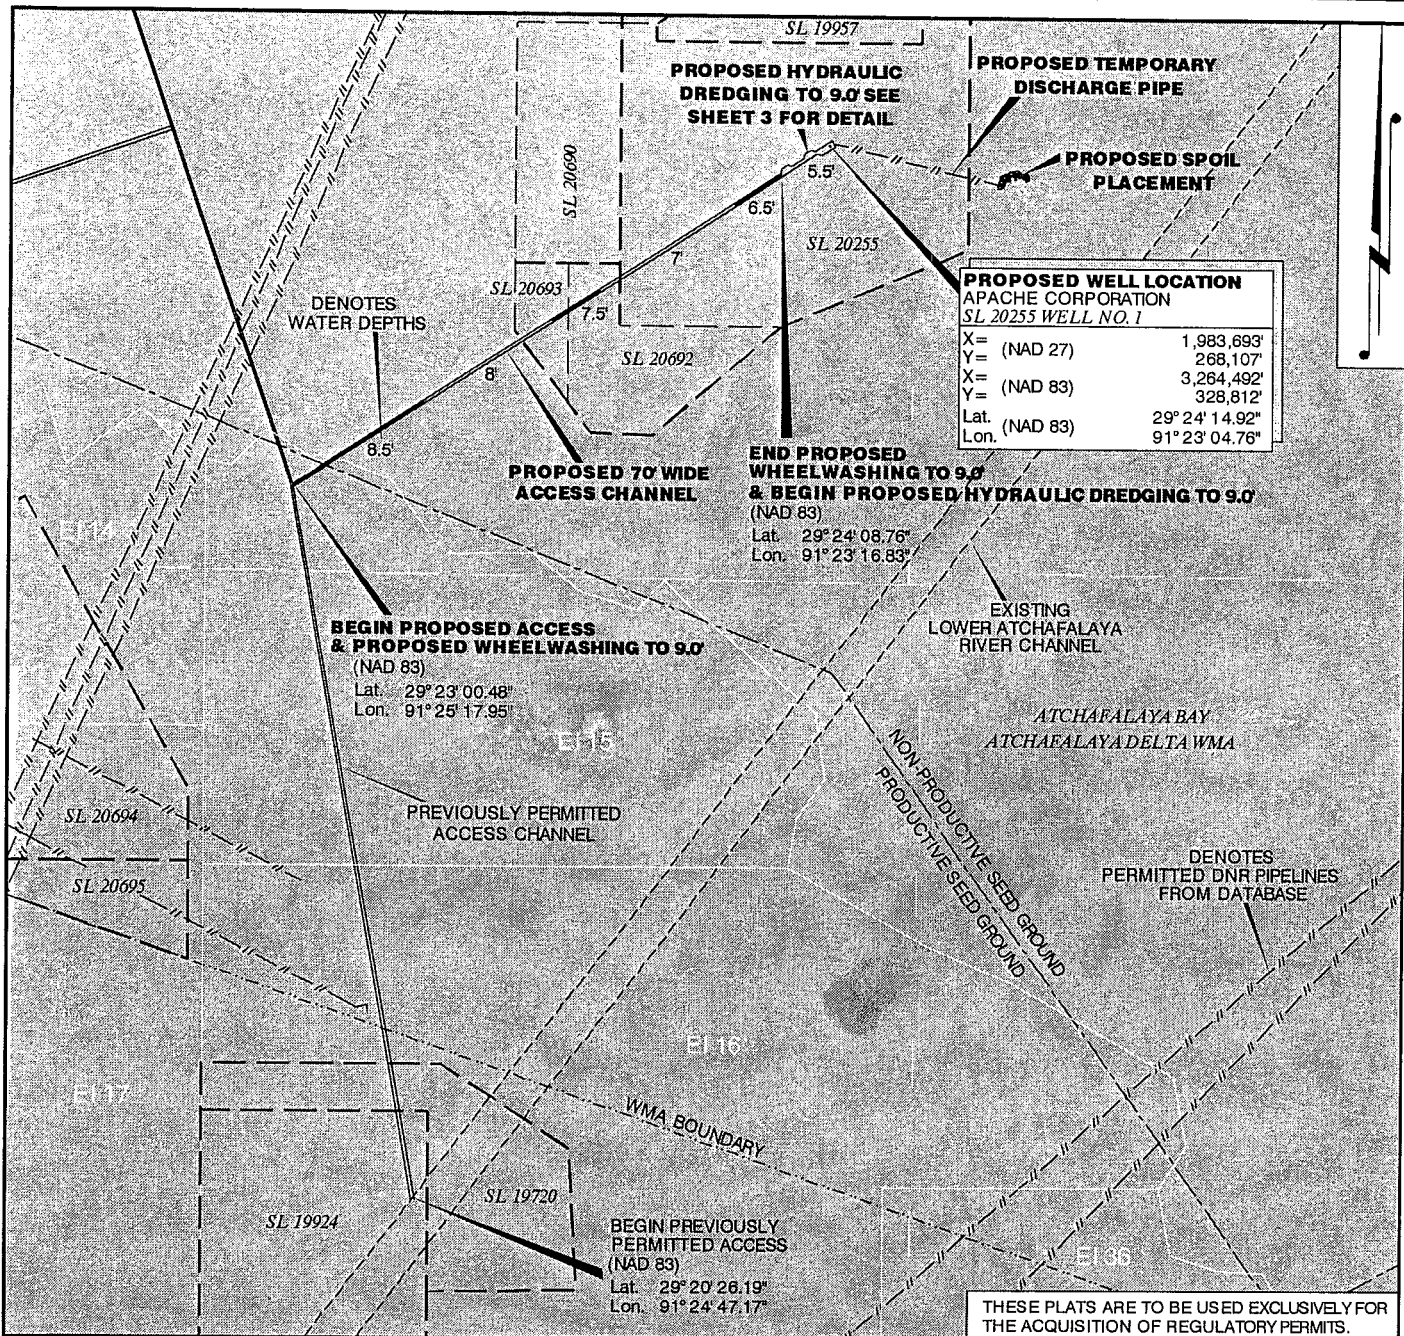 SL 19957
PROPOSED HYDRAULIC
DREDGING TO 9.0' SEE
SHEET 3 FOR DETAIL
PROPOSED TEMPORARY
DISCHARGE PIPE
PROPOSED SPOIL
PLACEMENT
SL 20690
5.5'
6.5'
7'
SL 20255
SL 20693
7.5'
DENOTES
WATER DEPTHS
SL 20692
8'
8.5'
PROPOSED WELL LOCATION
APACHE CORPORATION
SL 20255 WELL NO. 1
X= (NAD 27) 1,983,693'
Y= 268,107'
X= (NAD 83) 3,264,492'
Y= 328,812'
Lat. (NAD 83) 29° 24' 14.92"
Lon. 91° 23' 04.76"
PROPOSED 70' WIDE
ACCESS CHANNEL
END PROPOSED
WHEELWASHING TO 9.0'
& BEGIN PROPOSED HYDRAULIC DREDGING TO 9.0'
(NAD 83)
Lat. 29° 24' 08.76"
Lon. 91° 23' 16.83"
EI 14
EXISTING
LOWER ATCHAFALAYA
RIVER CHANNEL
BEGIN PROPOSED ACCESS
& PROPOSED WHEELWASHING TO 9.0'
(NAD 83)
Lat. 29° 23' 00.48"
Lon. 91° 25' 17.95"
EI 15
ATCHAFALAYA BAY
ATCHAFALAYA DELTA WMA
NON-PRODUCTIVE SEED GROUND
PRODUCTIVE SEED GROUND
SL 20694
PREVIOUSLY PERMITTED
ACCESS CHANNEL
SL 20695
DENOTES
PERMITTED DNR PIPELINES
FROM DATABASE
EI 16
EI 17
WMA BOUNDARY
SL 19720
SL 19924
BEGIN PREVIOUSLY
PERMITTED ACCESS
(NAD 83)
Lat. 29° 20' 26.19"
Lon. 91° 24' 47.17"
EI 36
THESE PLATS ARE TO BE USED EXCLUSIVELY FOR
THE ACQUISITION OF REGULATORY PERMITS.